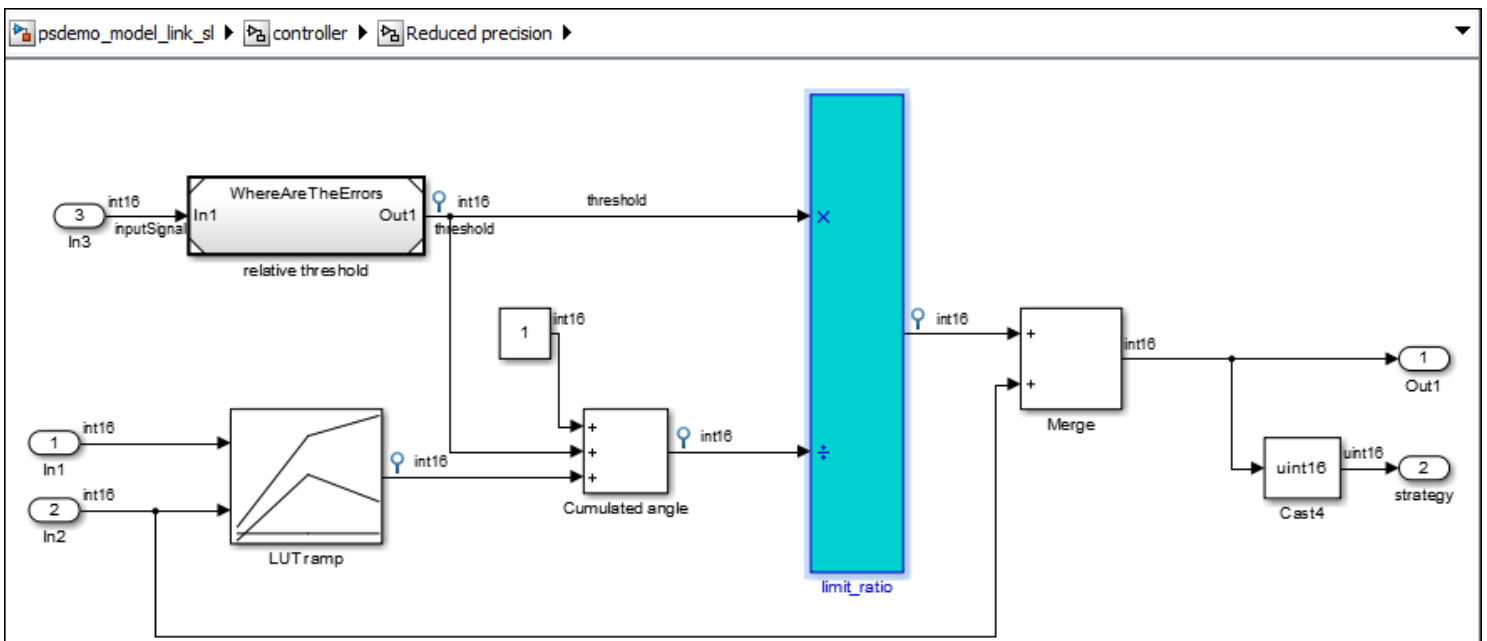 psdemo_model_link_sl controller Reduced precision
WhereAreTheErrors
int16
3
In3
inputSignal
In1
Out1
int16
threshold
threshold
relative threshold
×
1
int16
int16
+
int16
+
Merge
int16
1
Out1
int16
1
In1
int16
2
In2
LUTramp
int16
+
+
+
Cumulated angle
int16
÷
limit_ratio
uint16
Cast4
uint16
2
strategy